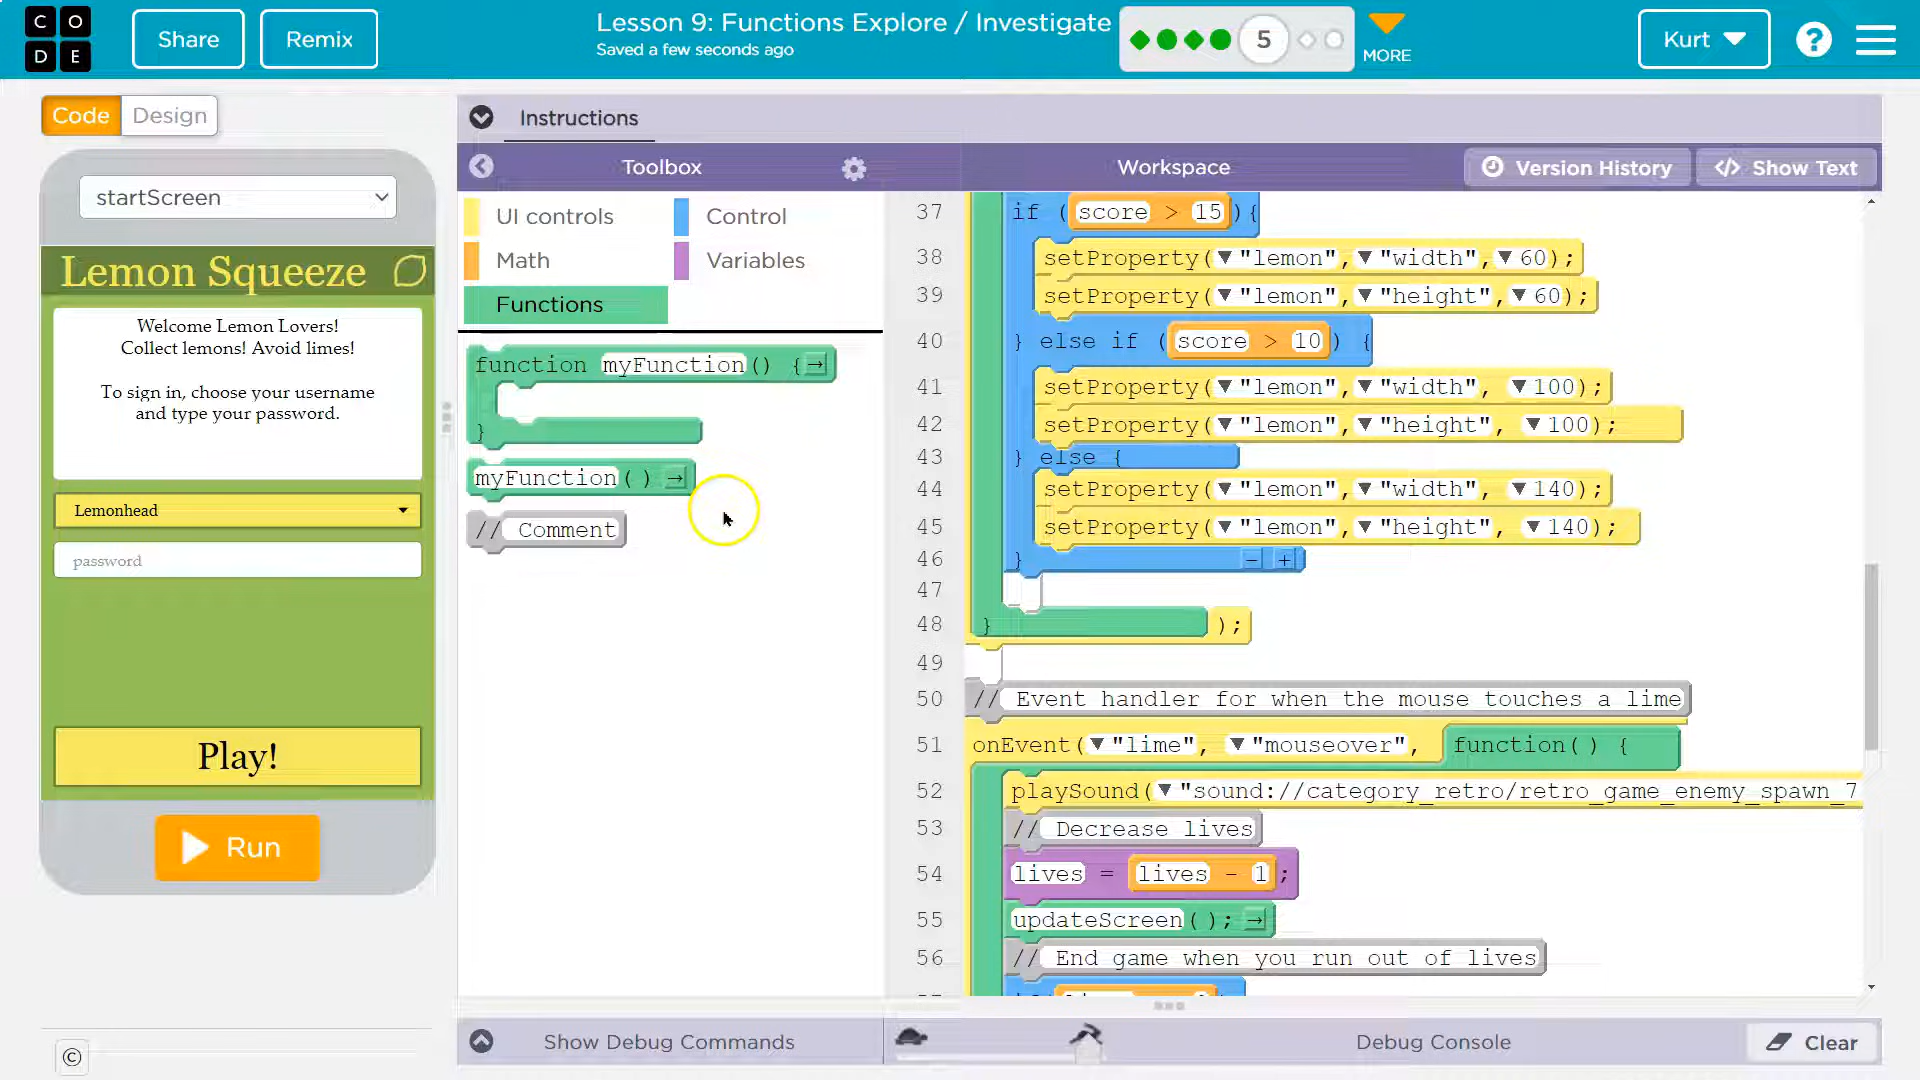 CODE
Share
Remix
Lesson 9: Functions Explore / Investigate
Saved a few seconds ago
5
MORE
Kurt
?
Code
Design
startScreen
Lemon Squeeze
Welcome Lemon Lovers!
Collect lemons! Avoid limes!
To sign in, choose your username
and type your password.
Lemonhead
password
Play!
Run
©
Instructions
Toolbox
UI controls
Control
Math
Variables
Functions
function myFunction() {
}
myFunction()
// Comment
Show Debug Commands
Workspace
Version History
</> Show Text
37 if (score > 15){
38 setProperty("lemon", "width", 60);
39 setProperty("lemon", "height", 60);
40 } else if (score > 10) {
41 setProperty("lemon", "width", 100);
42 setProperty("lemon", "height", 100);
43 } else {
44 setProperty("lemon", "width", 140);
45 setProperty("lemon", "height", 140);
46 } - +
47
48 } );
49
50 // Event handler for when the mouse touches a lime
51 onEvent("lime", "mouseover", function() {
52 playSound("sound://category_retro/retro_game_enemy_spawn_7
53 // Decrease lives
54 lives = lives - 1;
55 updateScreen();
56 // End game when you run out of lives
Debug Console
Clear